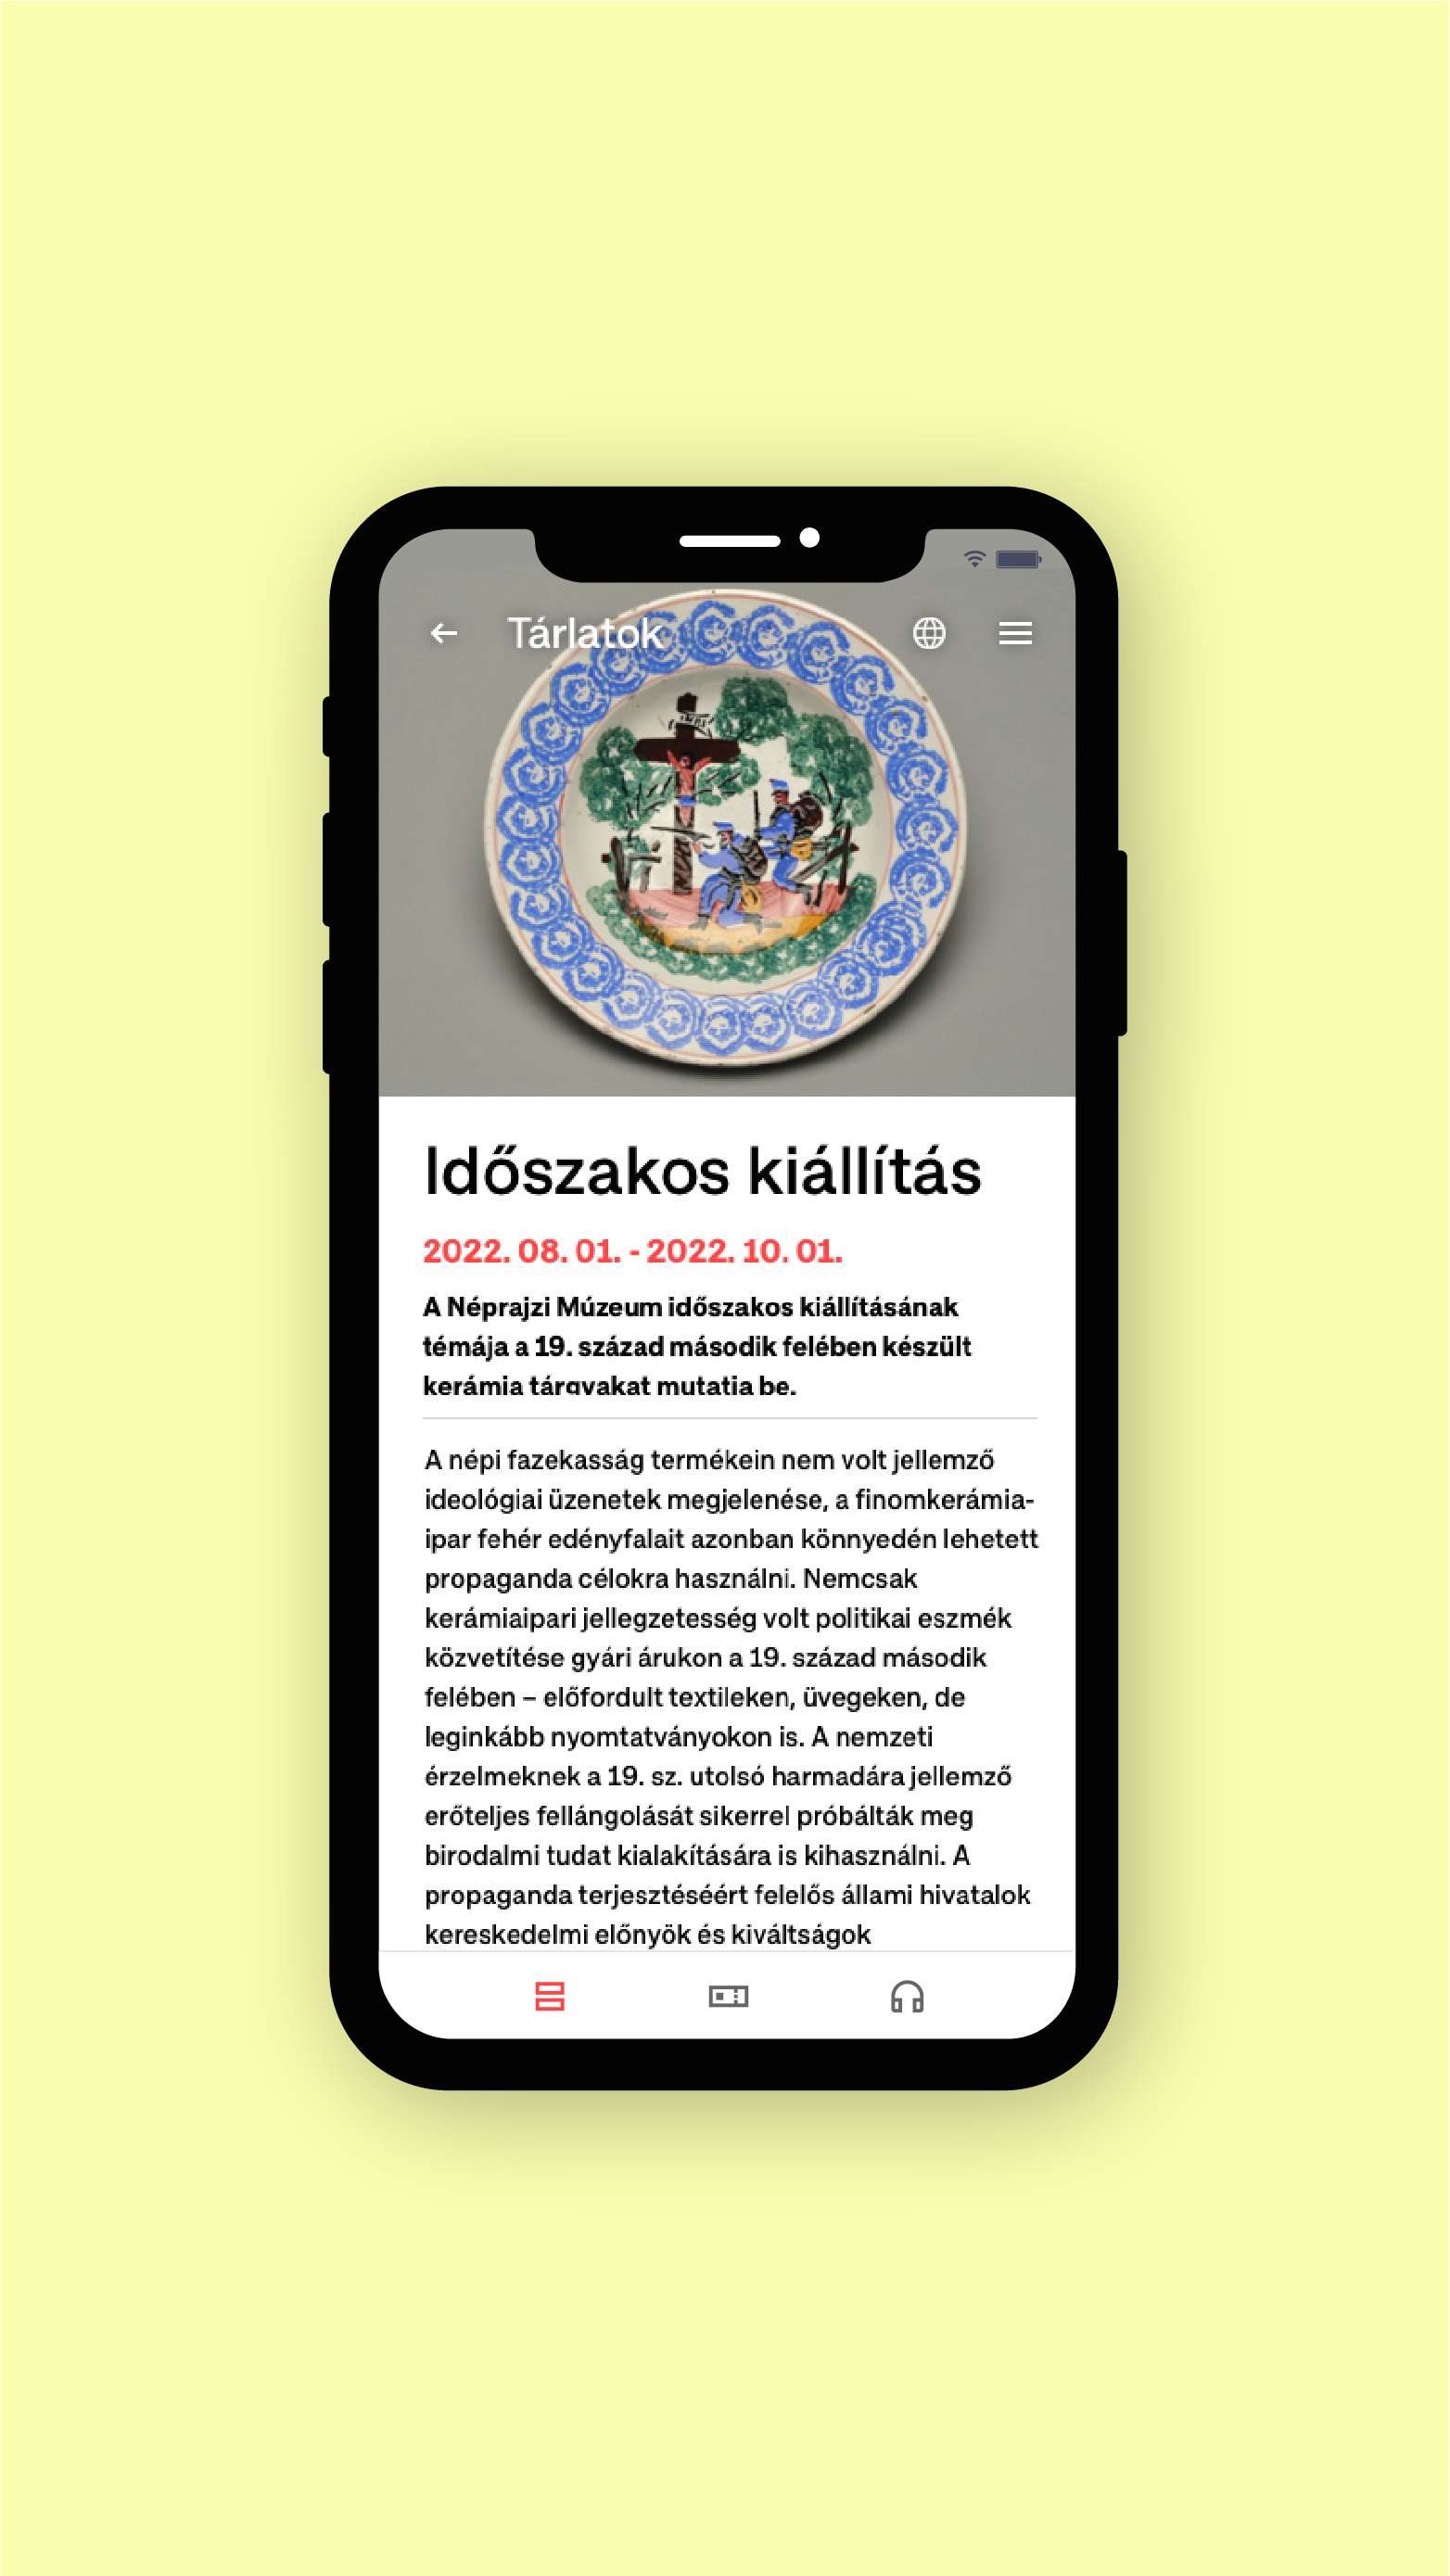 Tárlatok
Időszakos kiállítás
2022. 08. 01. - 2022. 10. 01.
A Néprajzi Múzeum időszakos kiállításának
témája a 19. század második felében készült
kerámia tárgyakat mutatja be.
A népi fazekasság termékein nem volt jellemző
ideológiai üzenetek megjelenése, a finomkerámia-
ipar fehér edényfalait azonban könnyedén lehetett
propaganda célokra használni. Nemcsak
kerámiaipari jellegzetesség volt politikai eszmék
közvetítése gyári árukon a 19. század második
felében – előfordult textileken, üvegeken, de
leginkább nyomtatványokon is. A nemzeti
érzelmeknek a 19. sz. utolsó harmadára jellemző
erőteljes fellángolását sikerrel próbálták meg
birodalmi tudat kialakítására is kihasználni. A
propaganda terjesztéséért felelős állami hivatalok
kereskedelmi előnyök és kiváltságok